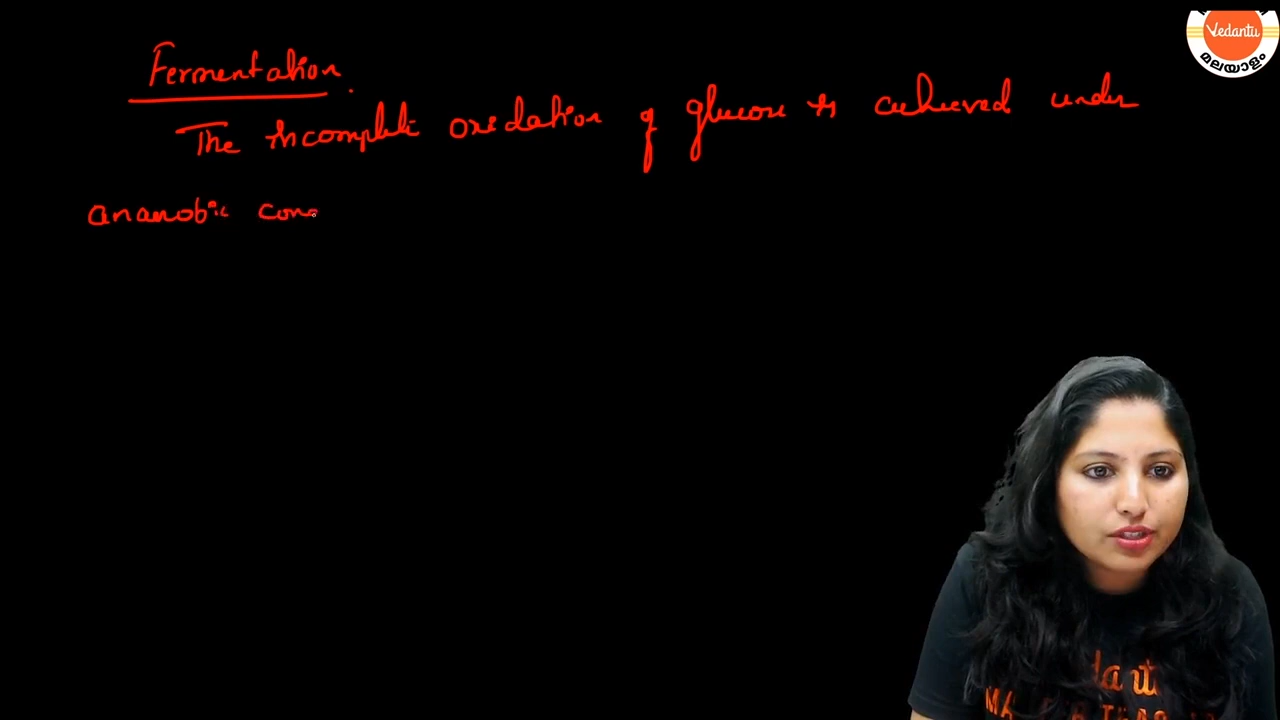 Fermentation.
The incomplete oxidation of glucose is achieved under
ananobic con
Vedantu
മലയാളം